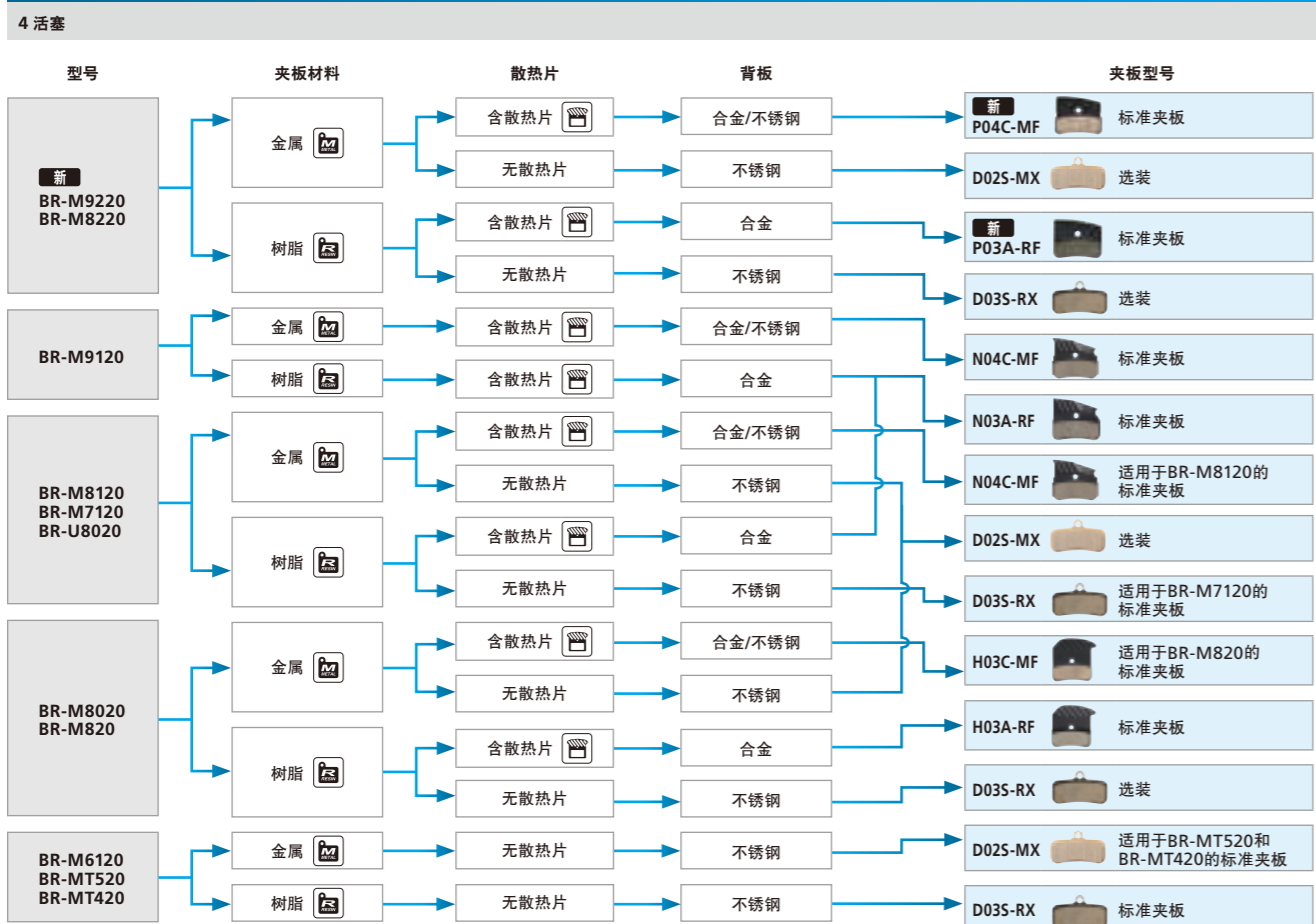 4 活塞
型号
夹板材料
散热片
背板
夹板型号
新
BR-M9220
BR-M8220
金属
M
METAL
含散热片
合金/不锈钢
新
P04C-MF
标准夹板
无散热片
不锈钢
D02S-MX
选装
树脂
R
RESIN
含散热片
合金
新
P03A-RF
标准夹板
无散热片
不锈钢
D03S-RX
选装
BR-M9120
金属
M
METAL
含散热片
合金/不锈钢
N04C-MF
标准夹板
树脂
R
RESIN
含散热片
合金
N03A-RF
标准夹板
BR-M8120
BR-M7120
BR-U8020
金属
M
METAL
含散热片
合金/不锈钢
N04C-MF
适用于BR-M8120的
标准夹板
无散热片
不锈钢
D02S-MX
选装
树脂
R
RESIN
含散热片
合金
无散热片
不锈钢
D03S-RX
适用于BR-M7120的
标准夹板
BR-M8020
BR-M820
金属
M
METAL
含散热片
合金/不锈钢
H03C-MF
适用于BR-M820的
标准夹板
无散热片
不锈钢
树脂
R
RESIN
含散热片
合金
H03A-RF
标准夹板
无散热片
不锈钢
D03S-RX
选装
BR-M6120
BR-MT520
BR-MT420
金属
M
METAL
无散热片
不锈钢
D02S-MX
适用于BR-MT520和
BR-MT420的标准夹板
树脂
R
RESIN
无散热片
不锈钢
D03S-RX
标准夹板